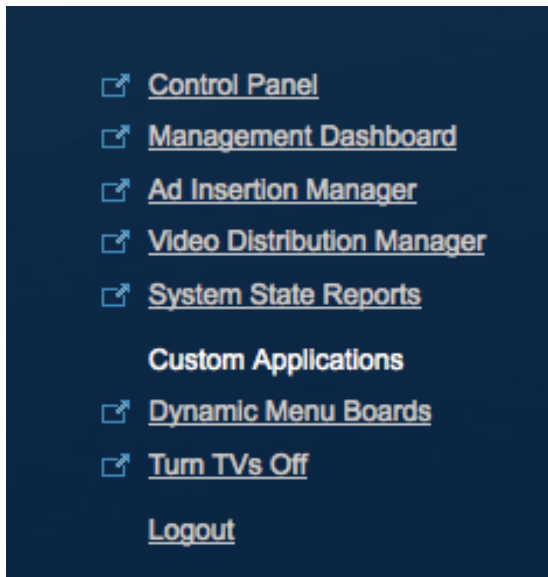 Control Panel
Management Dashboard
Ad Insertion Manager
Video Distribution Manager
System State Reports
Custom Applications
Dynamic Menu Boards
Turn TVs Off
Logout